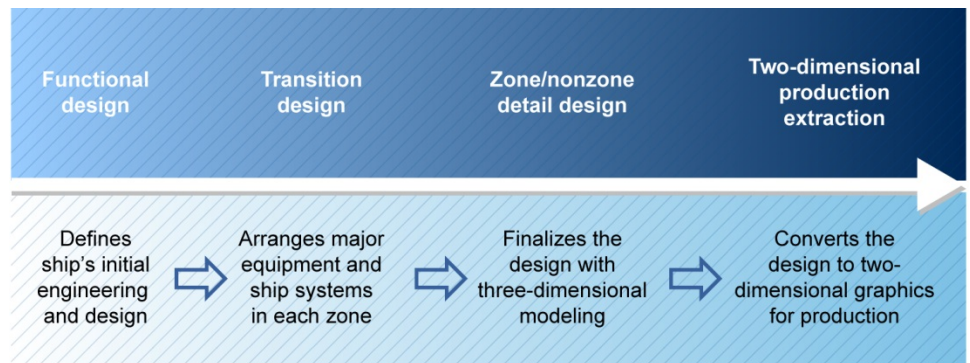 Functional
design
Transition
design
Zone/nonzone
detail design
Two-dimensional
production
extraction
Defines
ship's initial
engineering
and design
Arranges major
equipment and
ship systems
in each zone
Finalizes the
design with
three-dimensional
modeling
Converts the
design to two-
dimensional graphics
for production